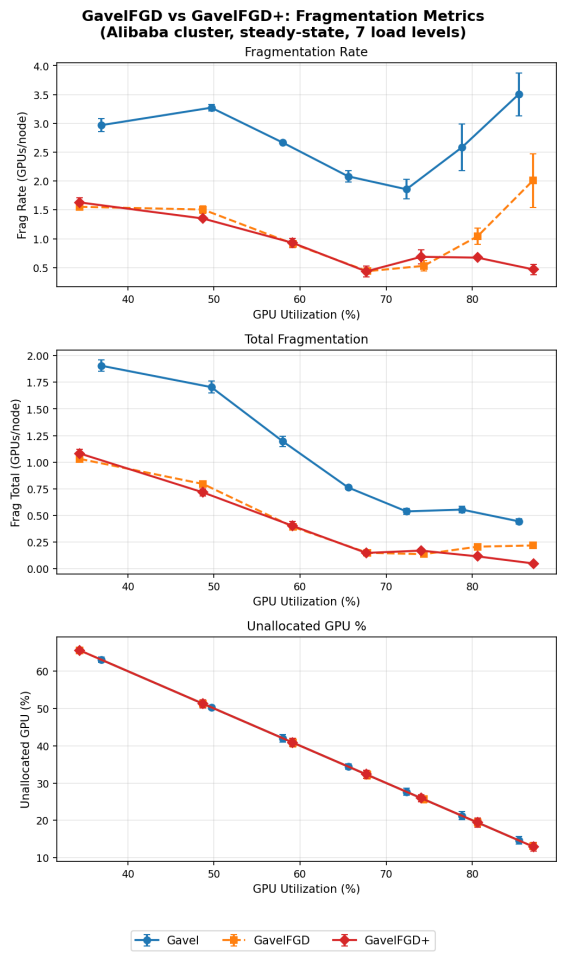 GavelFGD vs GavelFGD+: Fragmentation Metrics
(Alibaba cluster, steady-state, 7 load levels)
Fragmentation Rate
4.0
3.5
3.0
2.5
2.0
1.5
1.0
0.5
Frag Rate (GPUs/node)
40 50 60 70 80
GPU Utilization (%)
Total Fragmentation
2.00
1.75
1.50
1.25
1.00
0.75
0.50
0.25
0.00
Frag Total (GPUs/node)
40 50 60 70 80
GPU Utilization (%)
Unallocated GPU %
60
50
40
30
20
10
Unallocated GPU (%)
40 50 60 70 80
GPU Utilization (%)
Gavel GavelFGD GavelFGD+